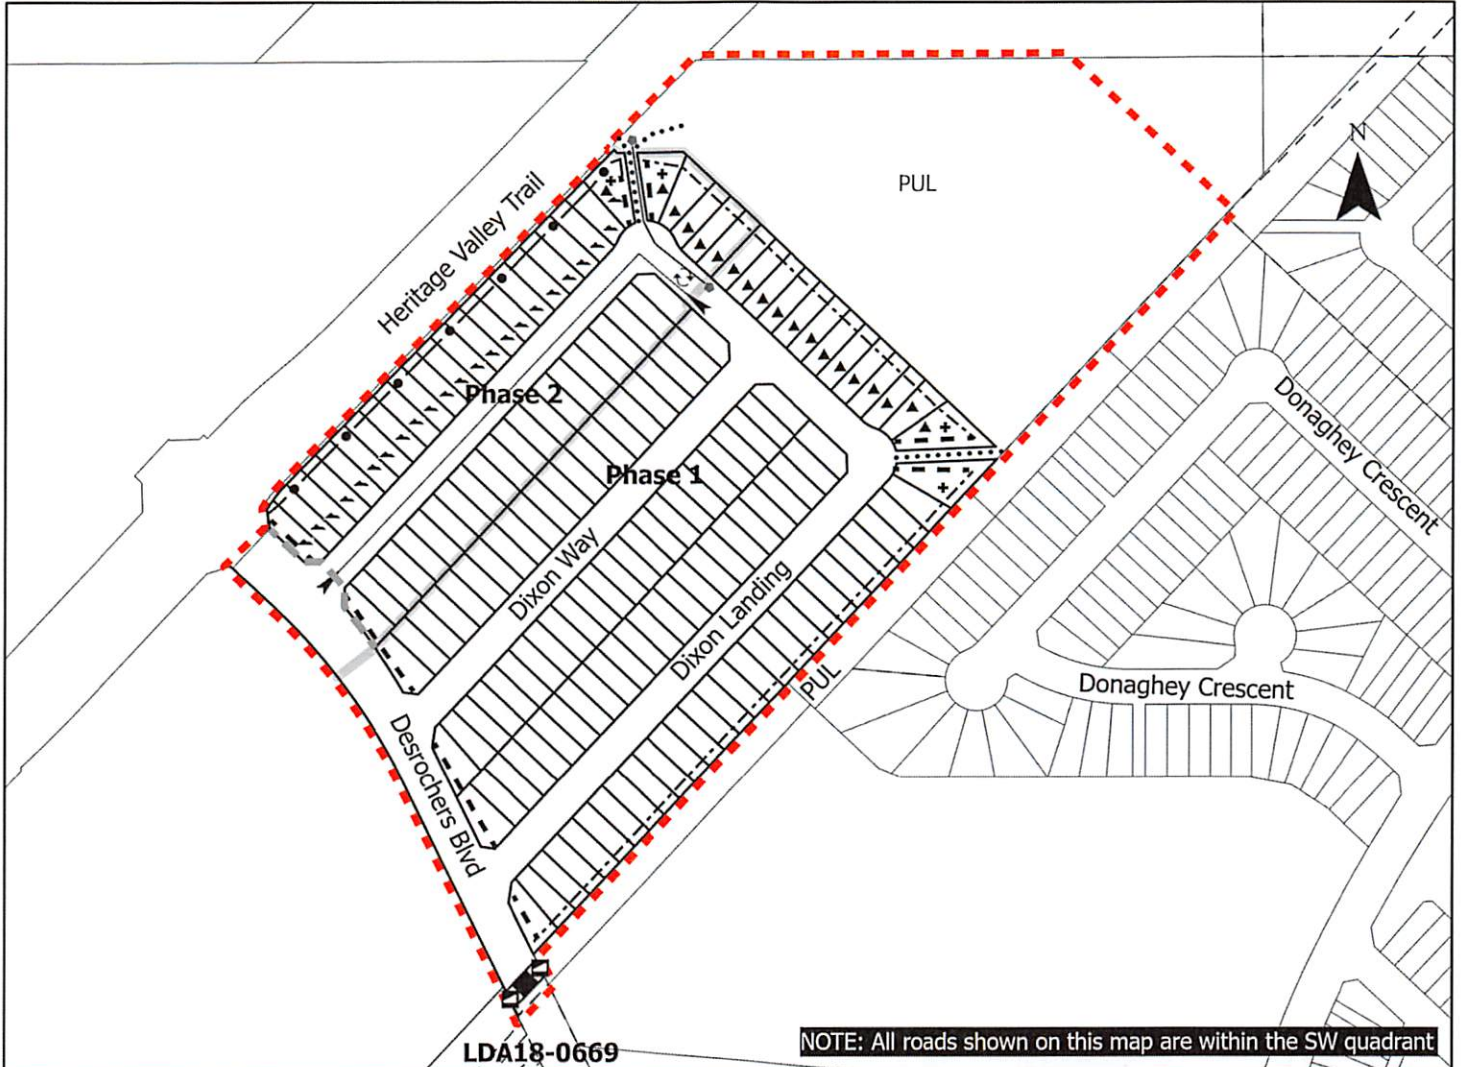 N
PUL
Heritage Valley Trail
Phase 2
Donaghey Crescent
Phase 1
Dixon Way
Dixon Landing
PUL
Donaghey Crescent
Desrochers Blvd
NOTE: All roads shown on this map are within the SW quadrant
LDA18-0669